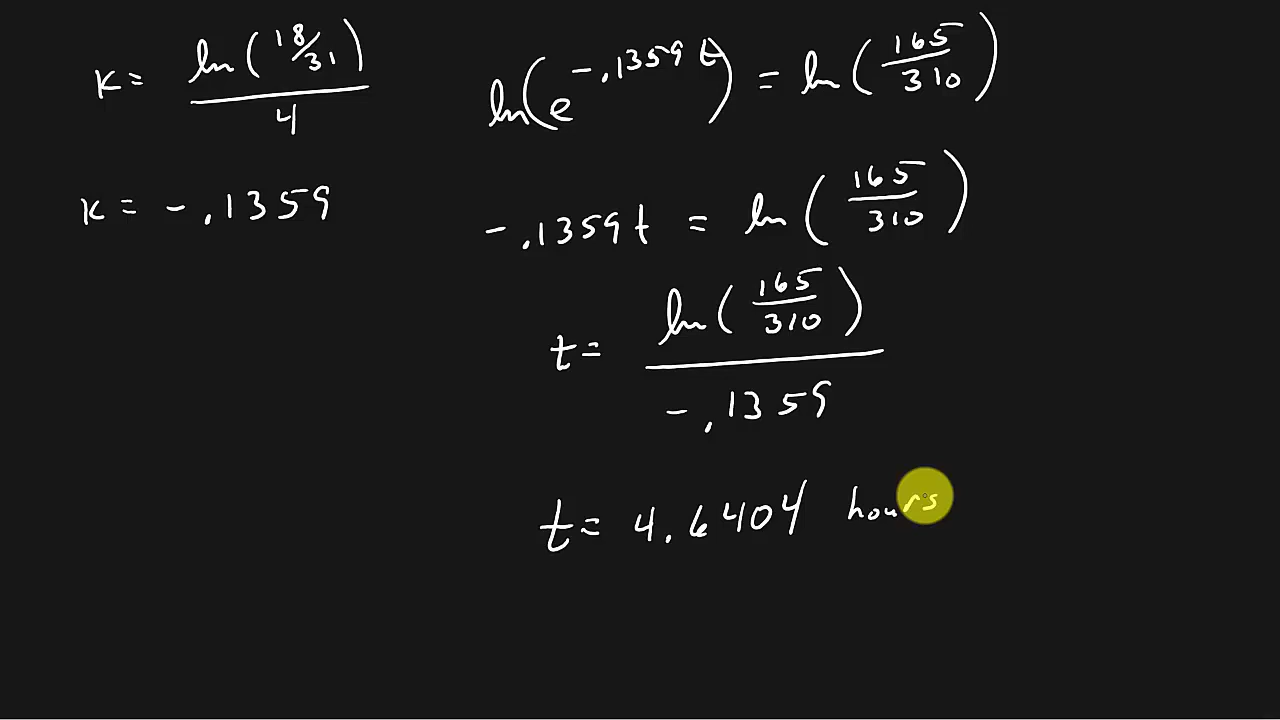 k = ln(18/31) / 4
k = -.1359
ln(e^-.1359t) = ln(165/310)
-.1359t = ln(165/310)
t = ln(165/310) / -.1359
t = 4.6404 hours